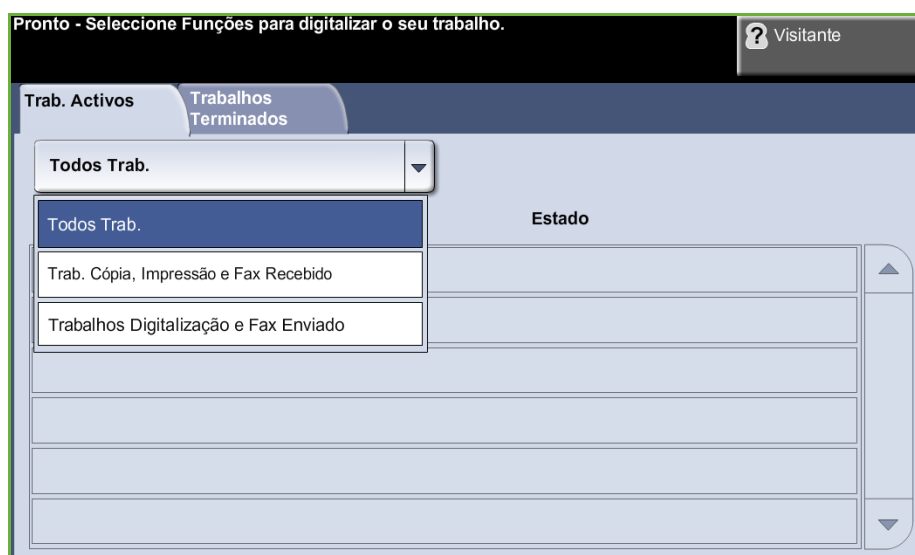 Pronto - Seleccione Funções para digitalizar o seu trabalho.
? Visitante
Trab. Activos
Trabalhos
Terminados
Todos Trab.
Estado
Todos Trab.
Trab. Cópia, Impressão e Fax Recebido
Trabalhos Digitalização e Fax Enviado